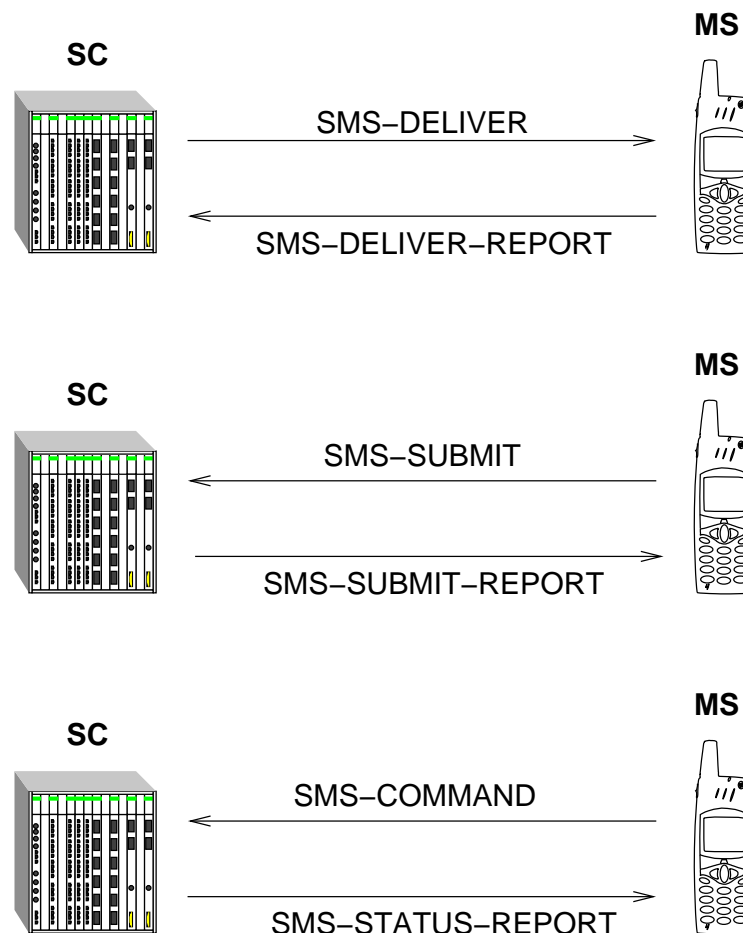 MS
SC
SMS–DELIVER
SMS–DELIVER–REPORT
MS
SC
SMS–SUBMIT
SMS–SUBMIT–REPORT
MS
SC
SMS–COMMAND
SMS–STATUS–REPORT